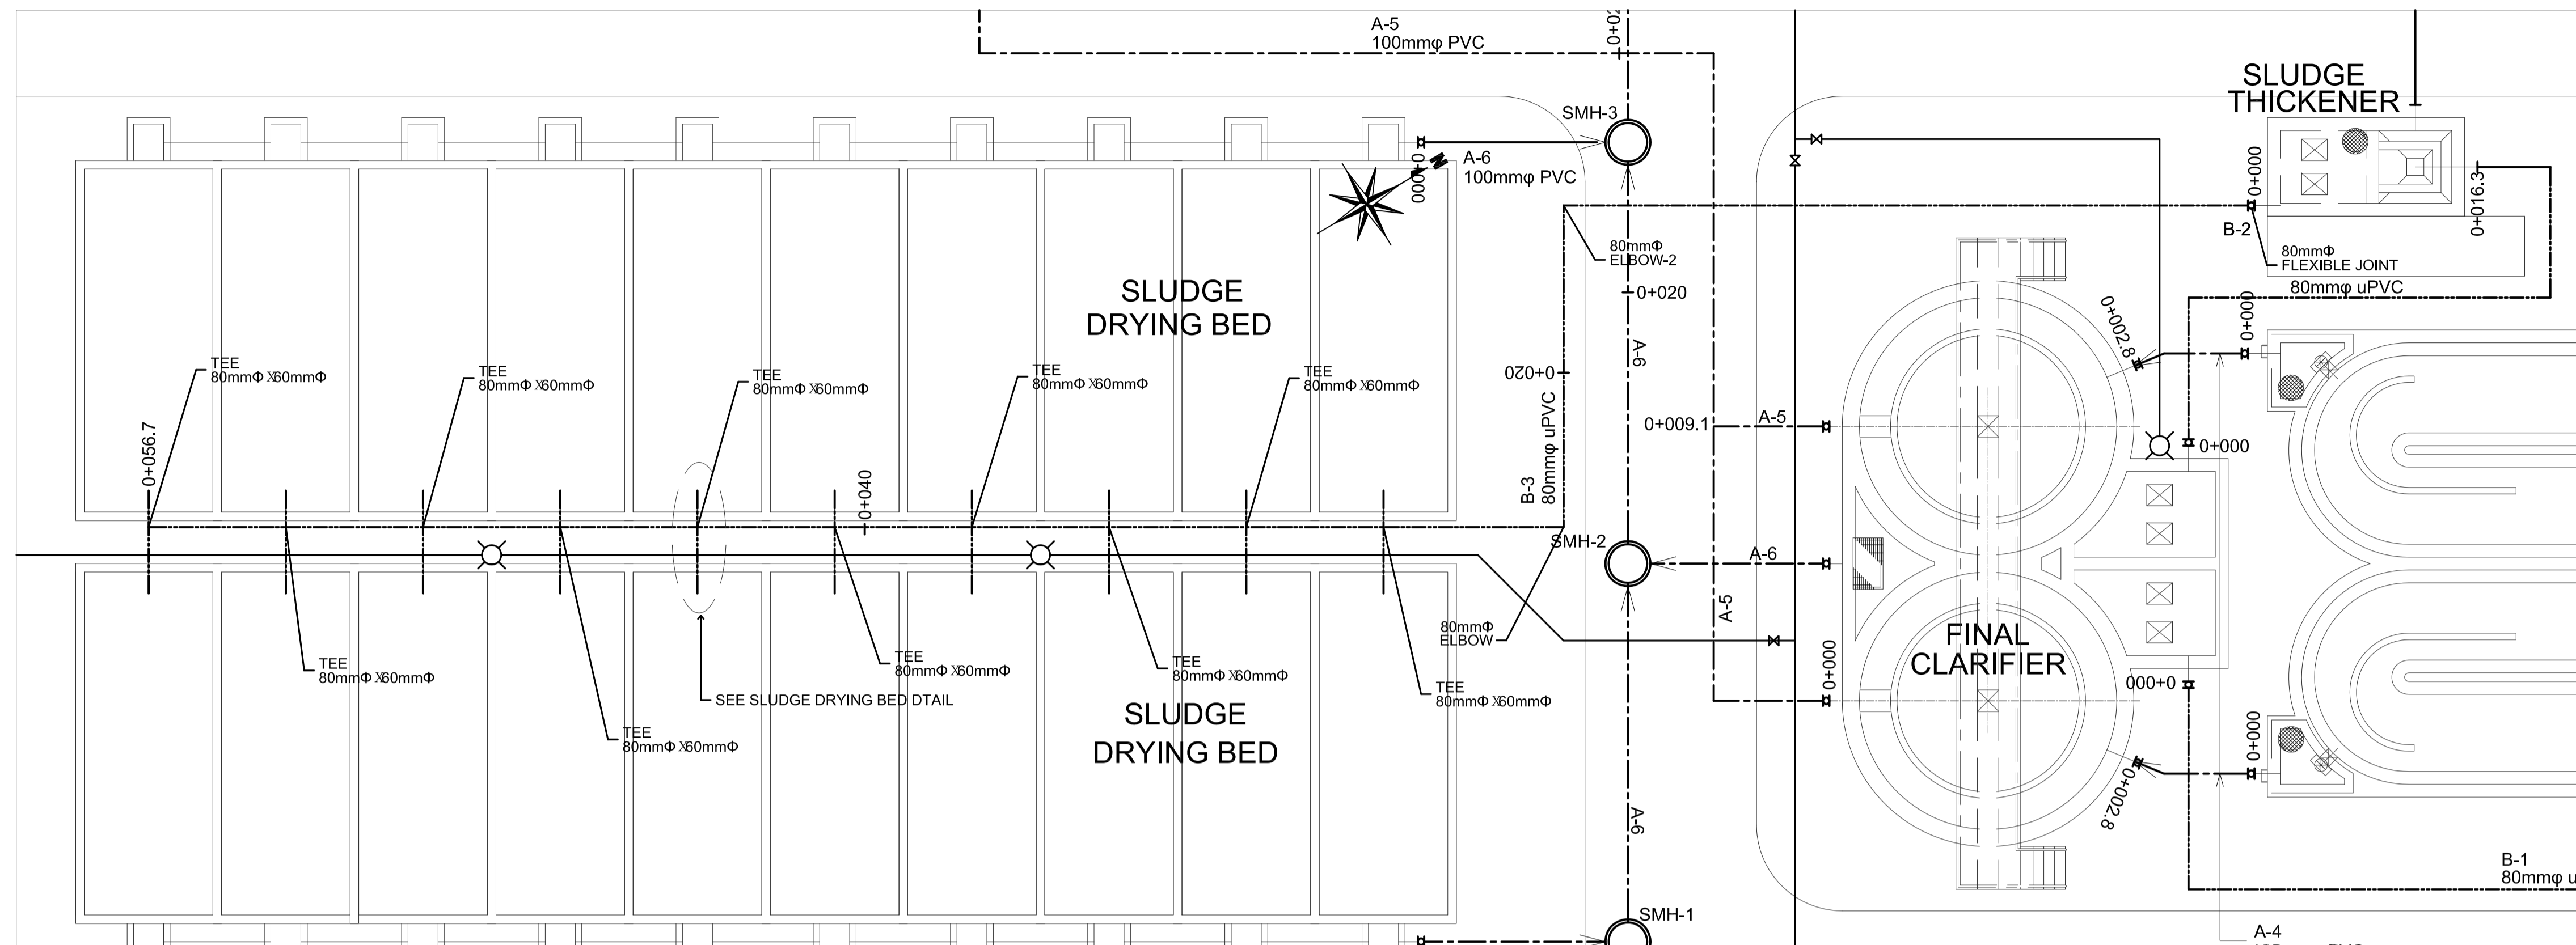 A-5
100mmφ PVC
SLUDGE
THICKENER
SMH-3
N
0+000
A-6
100mmφ PVC
0+000
B-2
80mmΦ
FLEXIBLE JOINT
0+016.3
80mmφ uPVC
80mmΦ
ELBOW-2
0+020
SLUDGE
DRYING BED
0+002.8
0+000
A-6
0+020
B-3
80mmφ uPVC
TEE
80mmΦ X60mmΦ
TEE
80mmΦ X60mmΦ
TEE
80mmΦ X60mmΦ
TEE
80mmΦ X60mmΦ
TEE
80mmΦ X60mmΦ
0+056.7
0+040
0+009.1
A-5
0+000
SMH-2
A-6
A-5
80mmΦ
ELBOW
FINAL
CLARIFIER
0+000
0+000
TEE
80mmΦ X60mmΦ
TEE
80mmΦ X60mmΦ
TEE
80mmΦ X60mmΦ
TEE
80mmΦ X60mmΦ
TEE
80mmΦ X60mmΦ
SEE SLUDGE DRYING BED DTAIL
SLUDGE
DRYING BED
0+000
0+002.8
A-6
B-1
80mmφ u
SMH-1
A-4